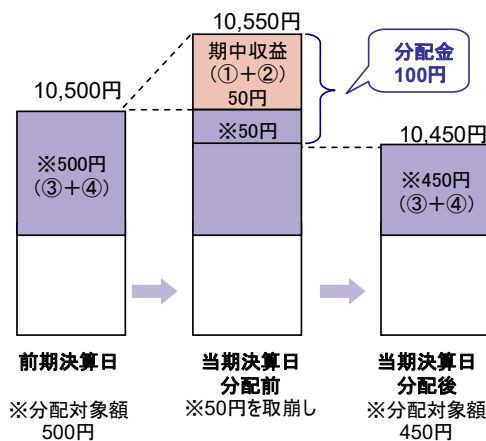 10,550円
期中収益
(①+②)
50円
分配金
100円
10,500円
※50円
10,450円
※500円
(③+④)
※450円
(③+④)
前期決算日
当期決算日
分配前
当期決算日
分配後
※分配対象額
500円
※50円を取崩し
※分配対象額
450円